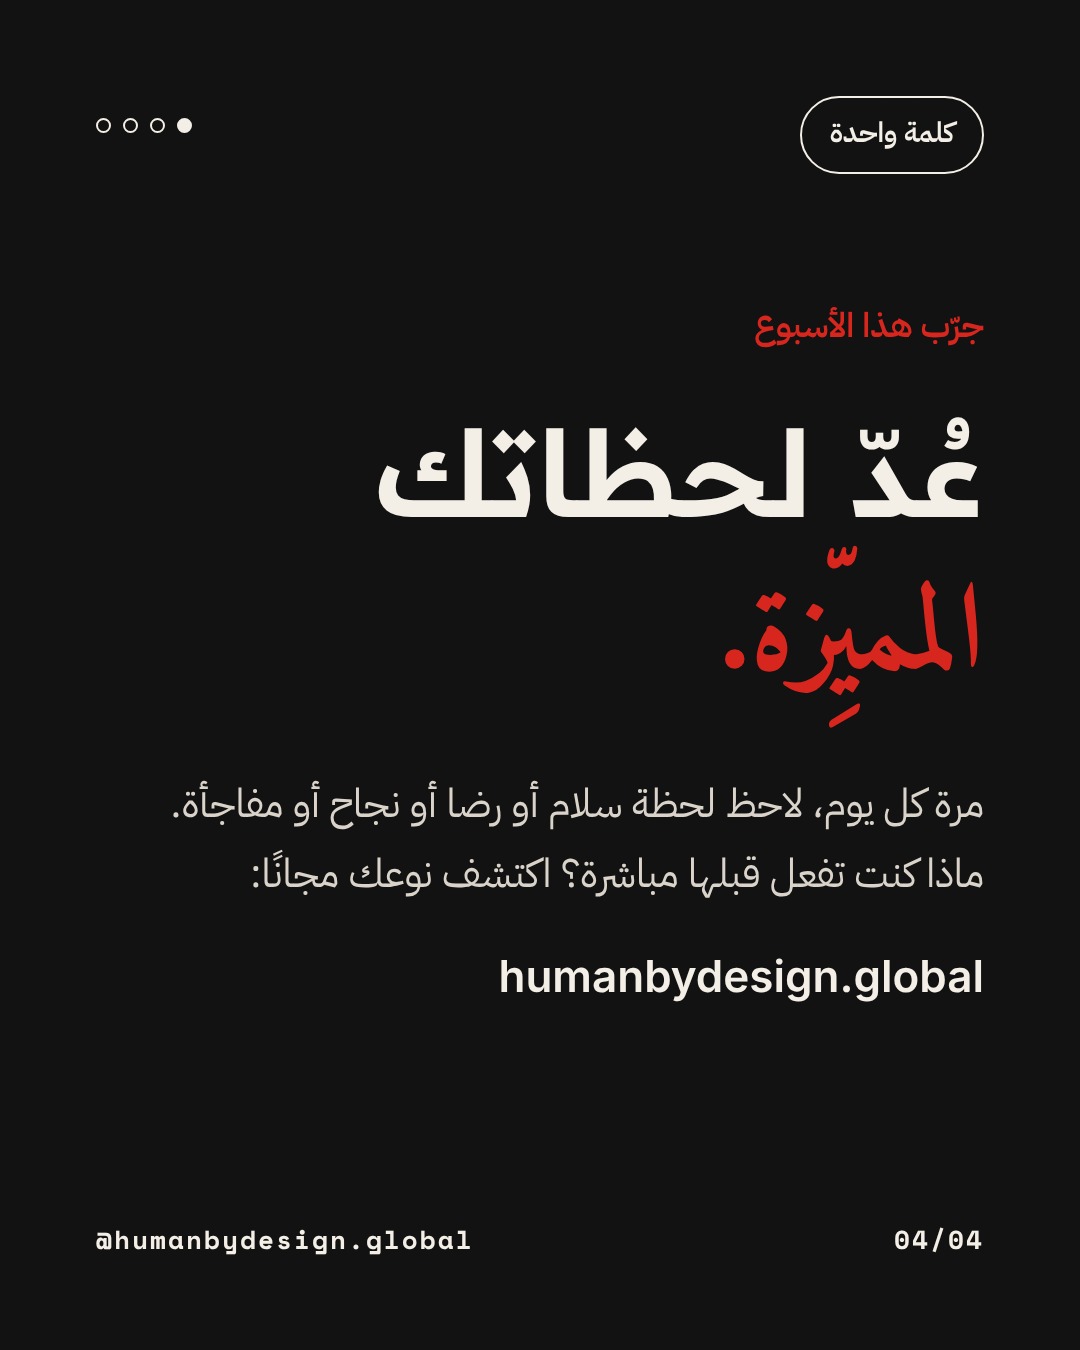 كلمة واحدة
جرّب هذا الأسبوع
عُدّ لحظاتك
المميِّزة.
مرة كل يوم، لاحظ لحظة سلام أو رضا أو نجاح أو مفاجأة.
ماذا كنت تفعل قبلها مباشرة؟ اكتشف نوعك مجانًا:
humanbydesign.global
@humanbydesign.global
04/04